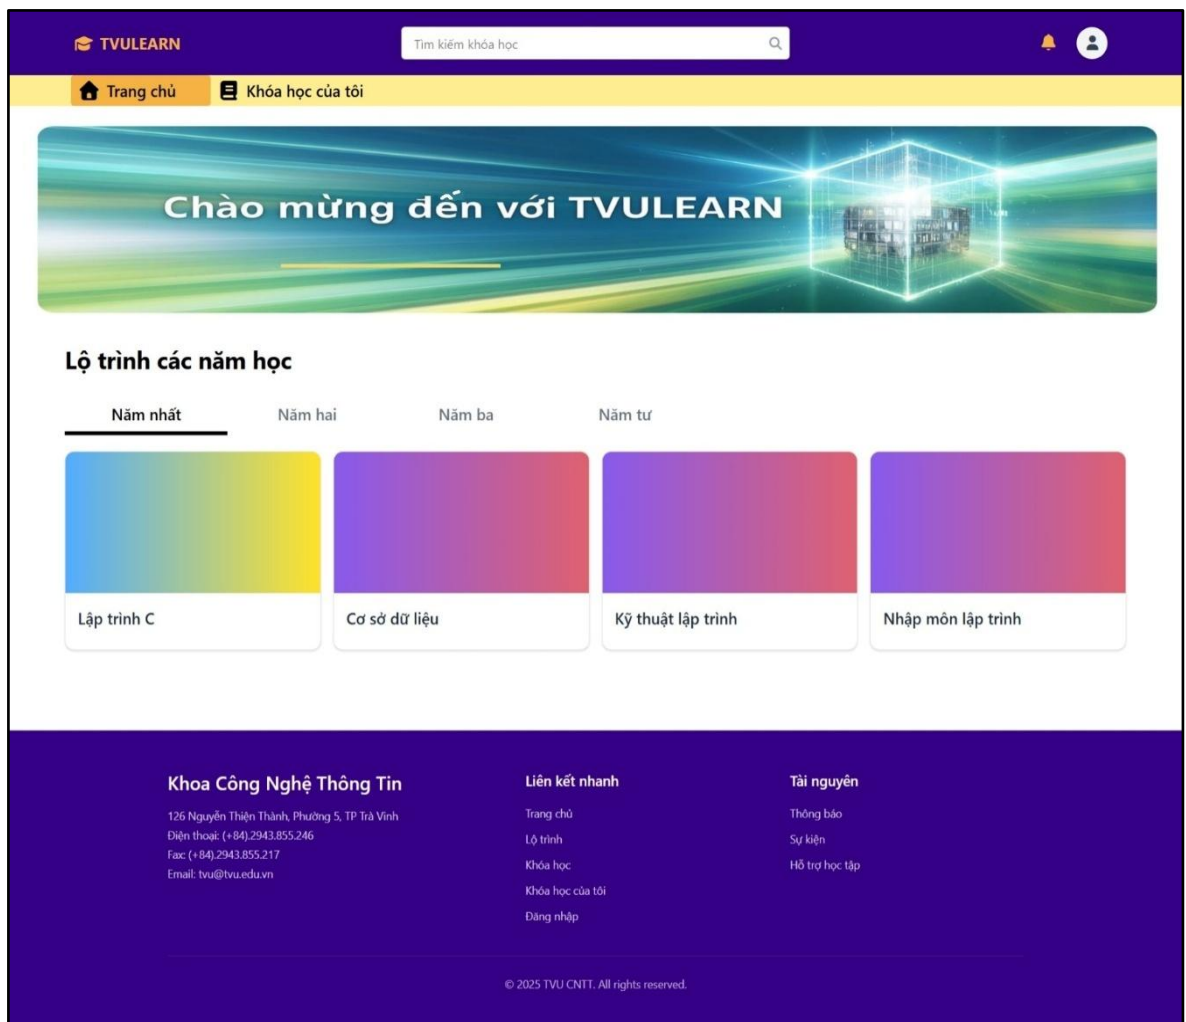 TVULEARN
Tìm kiếm khóa học
Trang chủ
Khóa học của tôi
Chào mừng đến với TVULEARN
Lộ trình các năm học
Năm nhất
Năm hai
Năm ba
Năm tư
Lập trình C
Cơ sở dữ liệu
Kỹ thuật lập trình
Nhập môn lập trình
Khoa Công Nghệ Thông Tin
126 Nguyễn Thiện Thành, Phường 5, TP Trà Vinh
Điện thoại: (+84).2943.855.246
Fax: (+84).2943.855.217
Email: tvu@tvu.edu.vn
Liên kết nhanh
Trang chủ
Lộ trình
Khóa học
Khóa học của tôi
Đăng nhập
Tài nguyên
Thông báo
Sự kiện
Hỗ trợ học tập
© 2025 TVU CNTT. All rights reserved.